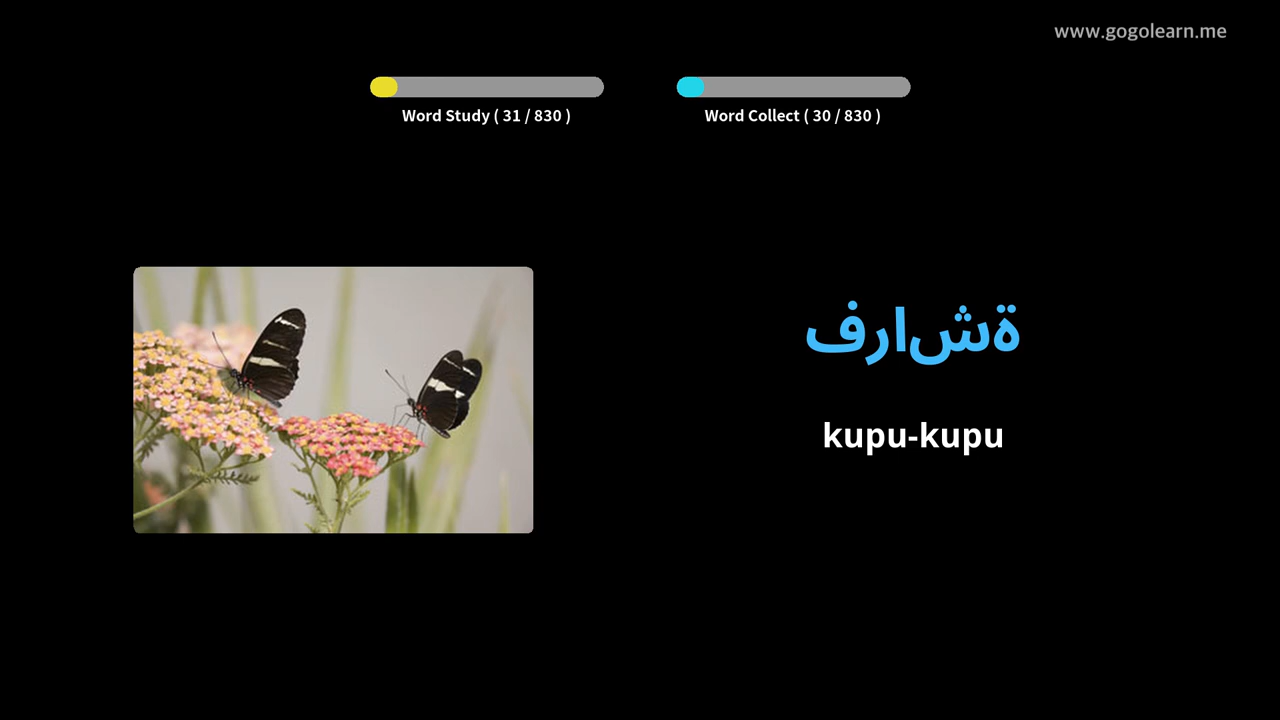 www.gogolearn.me
Word Study ( 31 / 830 )
Word Collect ( 30 / 830 )
ةشارف
kupu-kupu